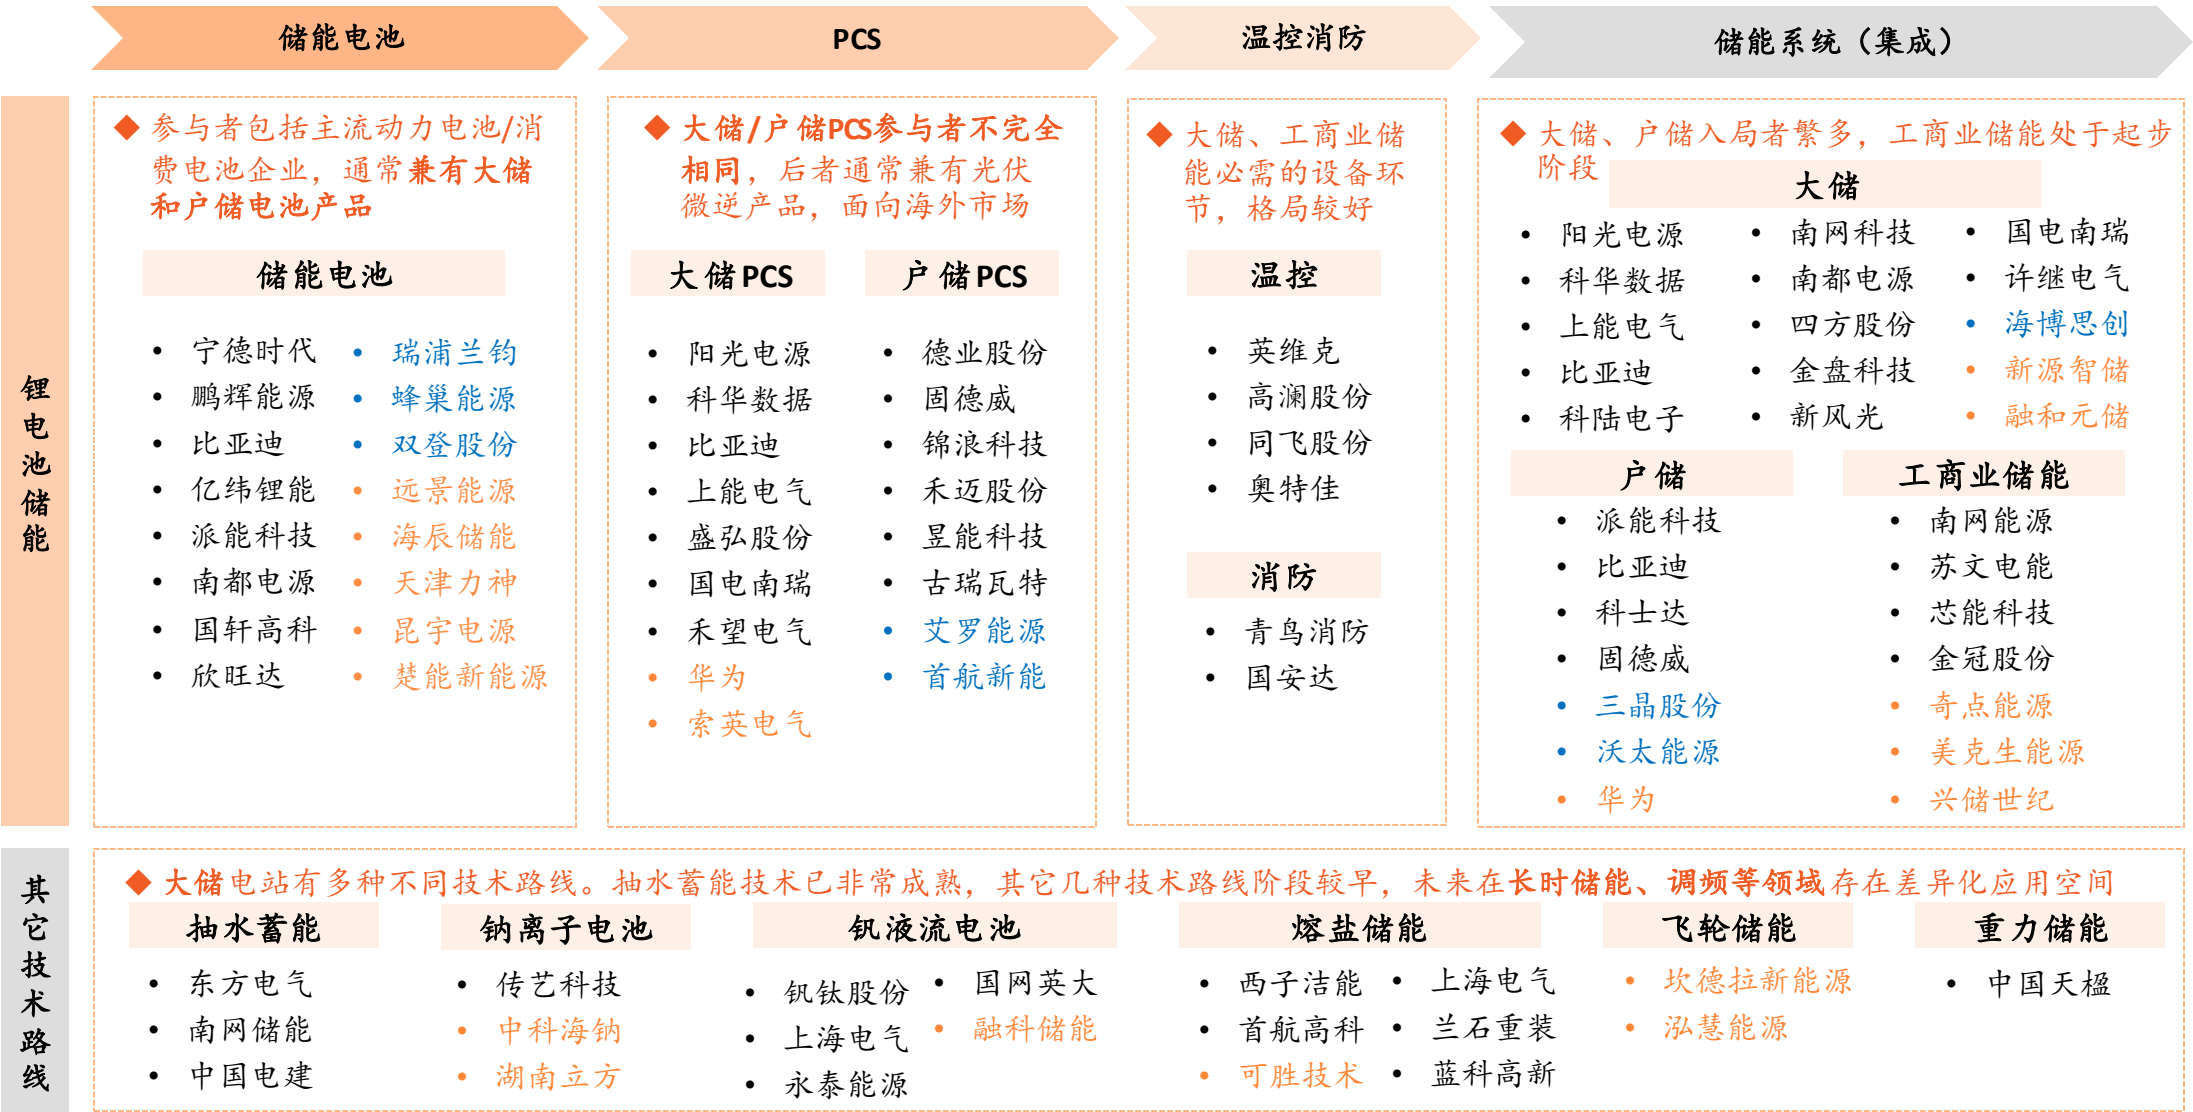 储能电池
PCS
温控消防
储能系统（集成）
锂电池储能
参与者包括主流动力电池/消
费电池企业，通常兼有大储
和户储电池产品
储能电池
宁德时代
鹏辉能源
比亚迪
亿纬锂能
派能科技
南都电源
国轩高科
欣旺达
瑞浦兰钧
蜂巢能源
双登股份
远景能源
海辰储能
天津力神
昆宇电源
楚能新能源
大储/户储PCS参与者不完全
相同，后者通常兼有光伏
微逆产品，面向海外市场
大储PCS
阳光电源
科华数据
比亚迪
上能电气
盛弘股份
国电南瑞
禾望电气
华为
索英电气
户储PCS
德业股份
固德威
锦浪科技
禾迈股份
昱能科技
古瑞瓦特
艾罗能源
首航新能
大储、工商业储
能必需的设备环
节，格局较好
温控
英维克
高澜股份
同飞股份
奥特佳
消防
青鸟消防
国安达
大储、户储入局者繁多，工商业储能处于起步
阶段
大储
阳光电源
科华数据
上能电气
比亚迪
科陆电子
南网科技
南都电源
四方股份
金盘科技
新风光
国电南瑞
许继电气
海博思创
新源智储
融和元储
户储
派能科技
比亚迪
科士达
固德威
三晶股份
沃太能源
华为
工商业储能
南网能源
苏文电能
芯能科技
金冠股份
奇点能源
美克生能源
兴储世纪
其它技术路线
大储电站有多种不同技术路线。抽水蓄能技术已非常成熟，其它几种技术路线阶段较早，未来在长时储能、调频等领域存在差异化应用空间
抽水蓄能
东方电气
南网储能
中国电建
钠离子电池
传艺科技
中科海钠
湖南立方
钒液流电池
钒钛股份
上海电气
永泰能源
国网英大
融科储能
熔盐储能
西子洁能
首航高科
可胜技术
上海电气
兰石重装
蓝科高新
飞轮储能
坎德拉新能源
泓慧能源
重力储能
中国天楹